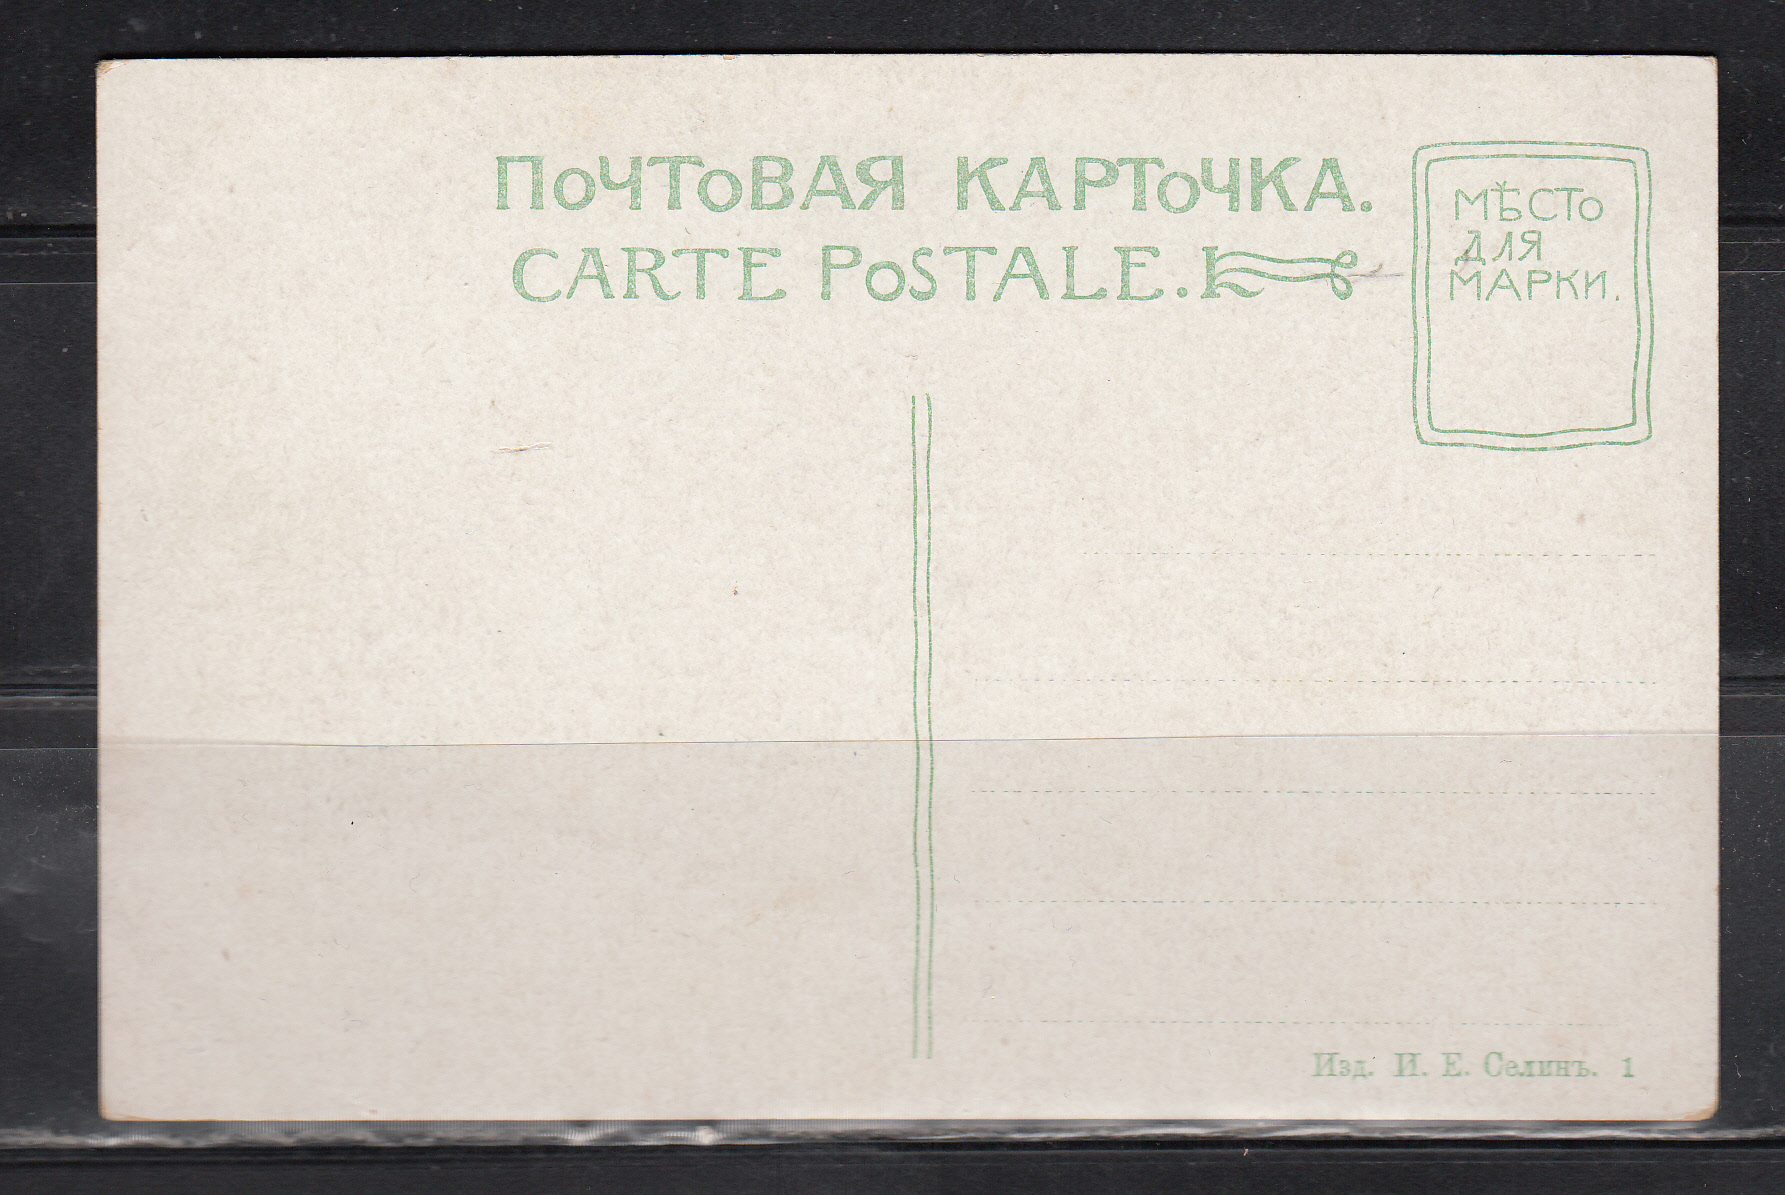 ПОЧТОВАЯ КАРТОЧКА.
CARTE POSTALE.
МѢСТО
ДЛЯ
МАРКИ.
Изд. И. Е. Селинъ. 1